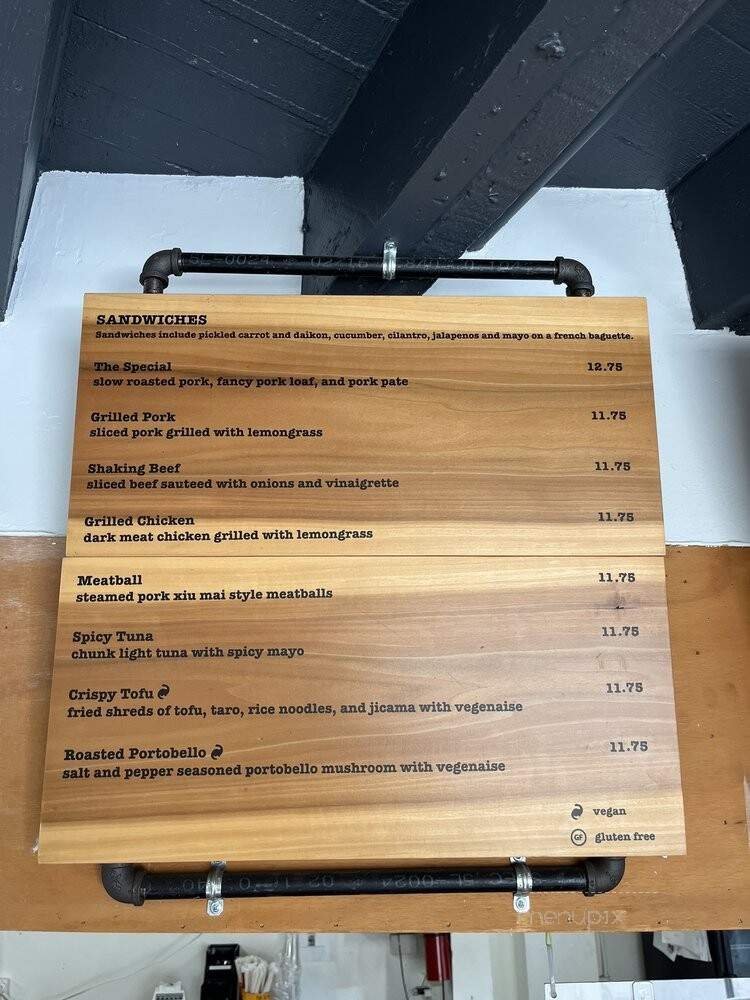 SANDWICHES
Sandwiches include pickled carrot and daikon, cucumber, cilantro, jalapenos and mayo on a french baguette.
The Special 12.75
slow roasted pork, fancy pork loaf, and pork pate
Grilled Pork 11.75
sliced pork grilled with lemongrass
Shaking Beef 11.75
sliced beef sauteed with onions and vinaigrette
Grilled Chicken 11.75
dark meat chicken grilled with lemongrass
Meatball 11.75
steamed pork xiu mai style meatballs
Spicy Tuna 11.75
chunk light tuna with spicy mayo
Crispy Tofu 11.75
fried shreds of tofu, taro, rice noodles, and jicama with vegenaise
Roasted Portobello 11.75
salt and pepper seasoned portobello mushroom with vegenaise
vegan
GF gluten free
menupix